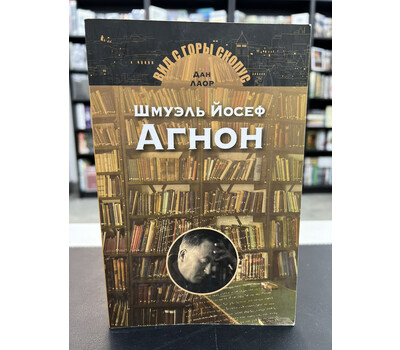 ВИД С ГОРЫ СКОПУС
ДАН
ЛАОР
ШМУЭЛЬ ЙОСЕФ
АГНОН